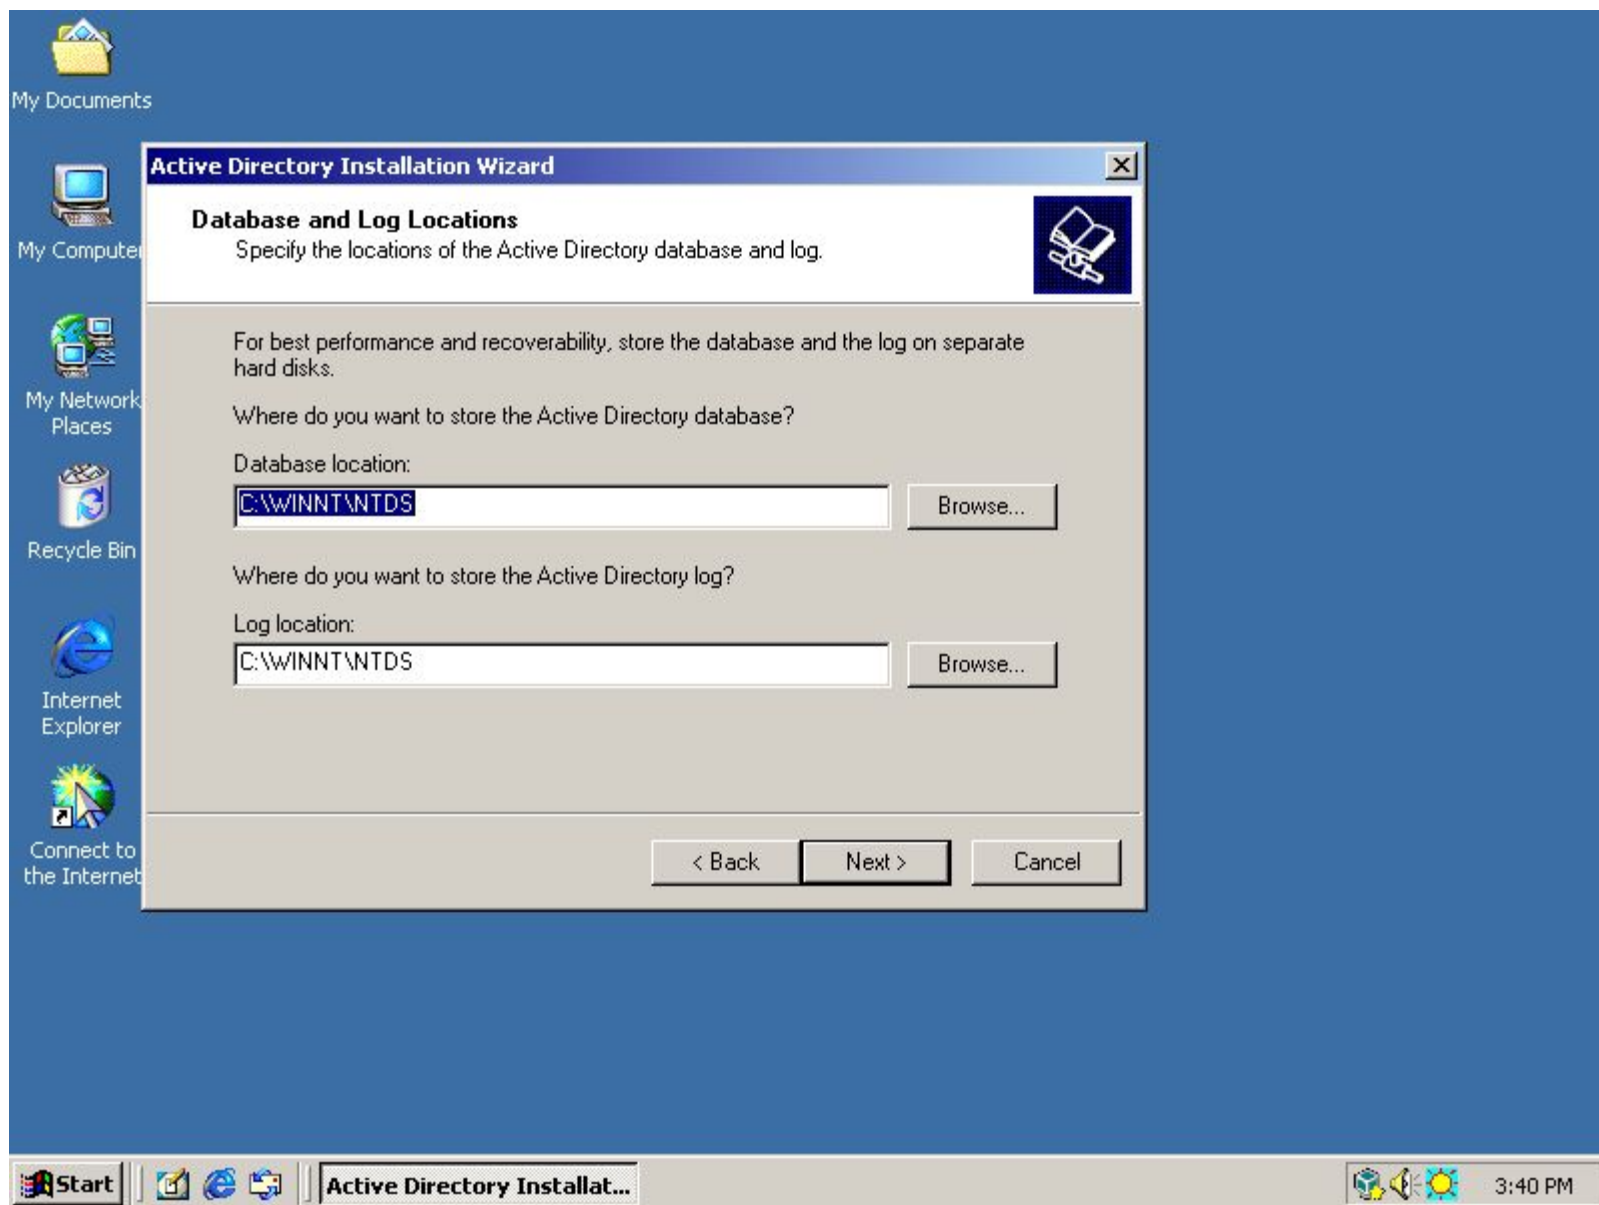 My Documents
My Computer
My Network
Places
Recycle Bin
Internet
Explorer
Connect to
the Internet
Active Directory Installation Wizard
Database and Log Locations
Specify the locations of the Active Directory database and log.
For best performance and recoverability, store the database and the log on separate
hard disks.
Where do you want to store the Active Directory database?
Database location:
C:\WINNT\NTDS
Browse...
Where do you want to store the Active Directory log?
Log location:
C:\WINNT\NTDS
Browse...
< Back
Next >
Cancel
Start
Active Directory Installat...
3:40 PM